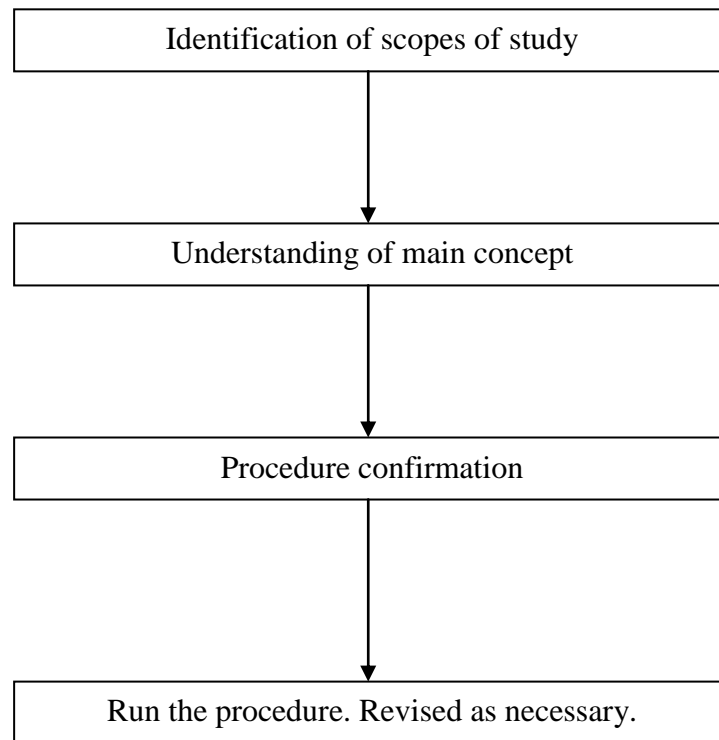 Identification of scopes of study
Understanding of main concept
Procedure confirmation
Run the procedure. Revised as necessary.